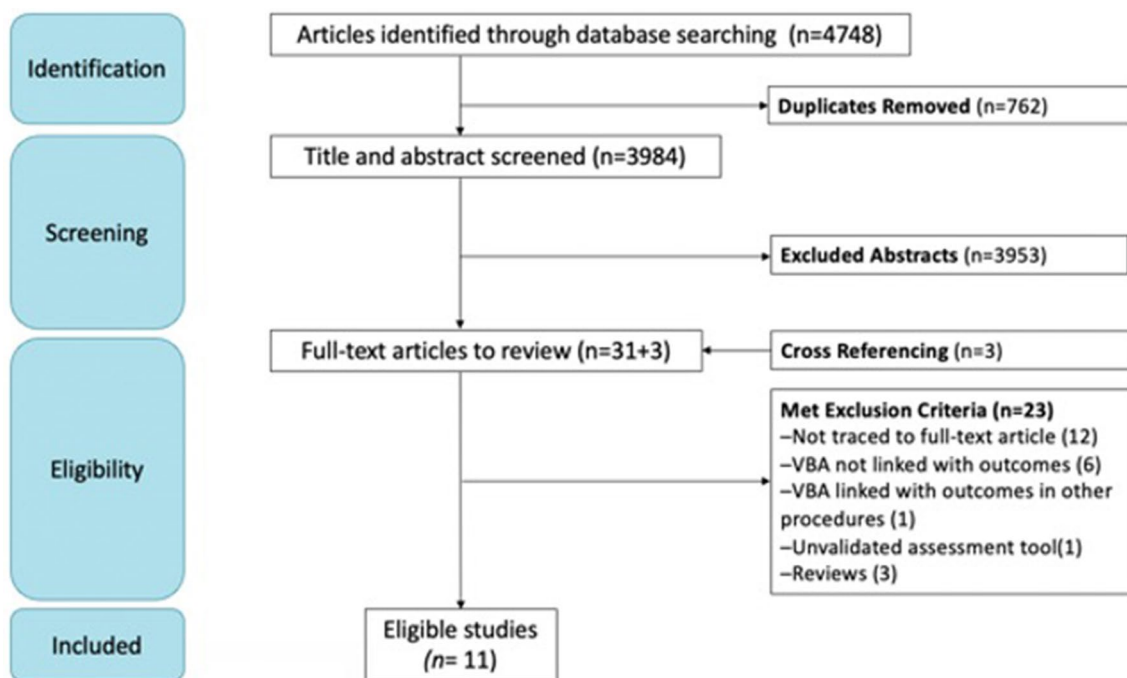 Identification
Articles identified through database searching (n=4748)
Duplicates Removed (n=762)
Screening
Title and abstract screened (n=3984)
Excluded Abstracts (n=3953)
Eligibility
Full-text articles to review (n=31+3)
Cross Referencing (n=3)
Met Exclusion Criteria (n=23)
–Not traced to full-text article (12)
–VBA not linked with outcomes (6)
–VBA linked with outcomes in other
procedures (1)
–Unvalidated assessment tool(1)
–Reviews (3)
Included
Eligible studies
(n= 11)